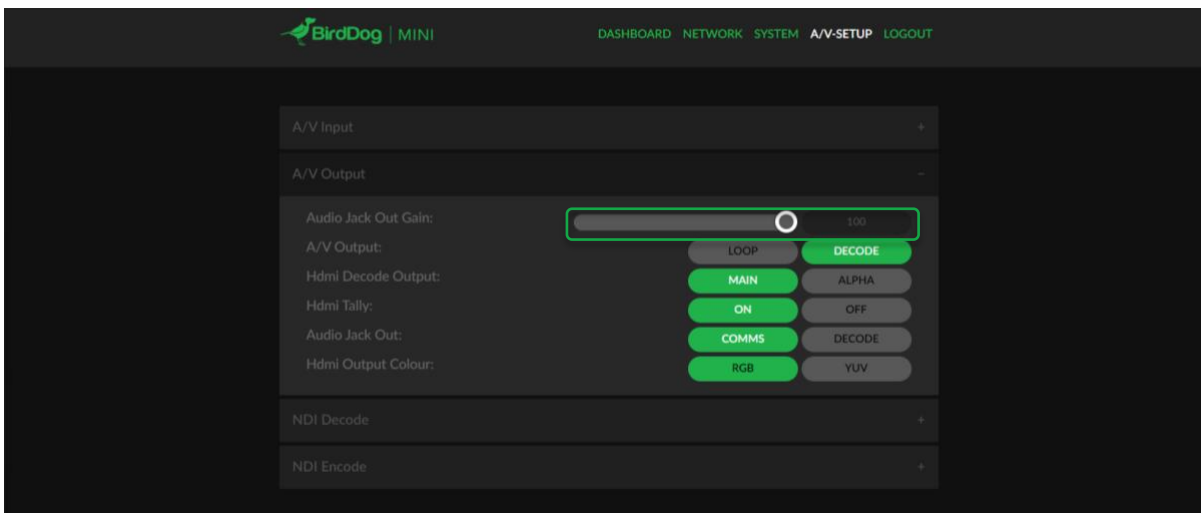 BirdDog | MINI DASHBOARD NETWORK SYSTEM A/V-SETUP LOGOUT
A/V Input +
A/V Output −
Audio Jack Out Gain: 100
A/V Output: LOOP DECODE
Hdmi Decode Output: MAIN ALPHA
Hdmi Tally: ON OFF
Audio Jack Out: COMMS DECODE
Hdmi Output Colour: RGB YUV
NDI Decode +
NDI Encode +